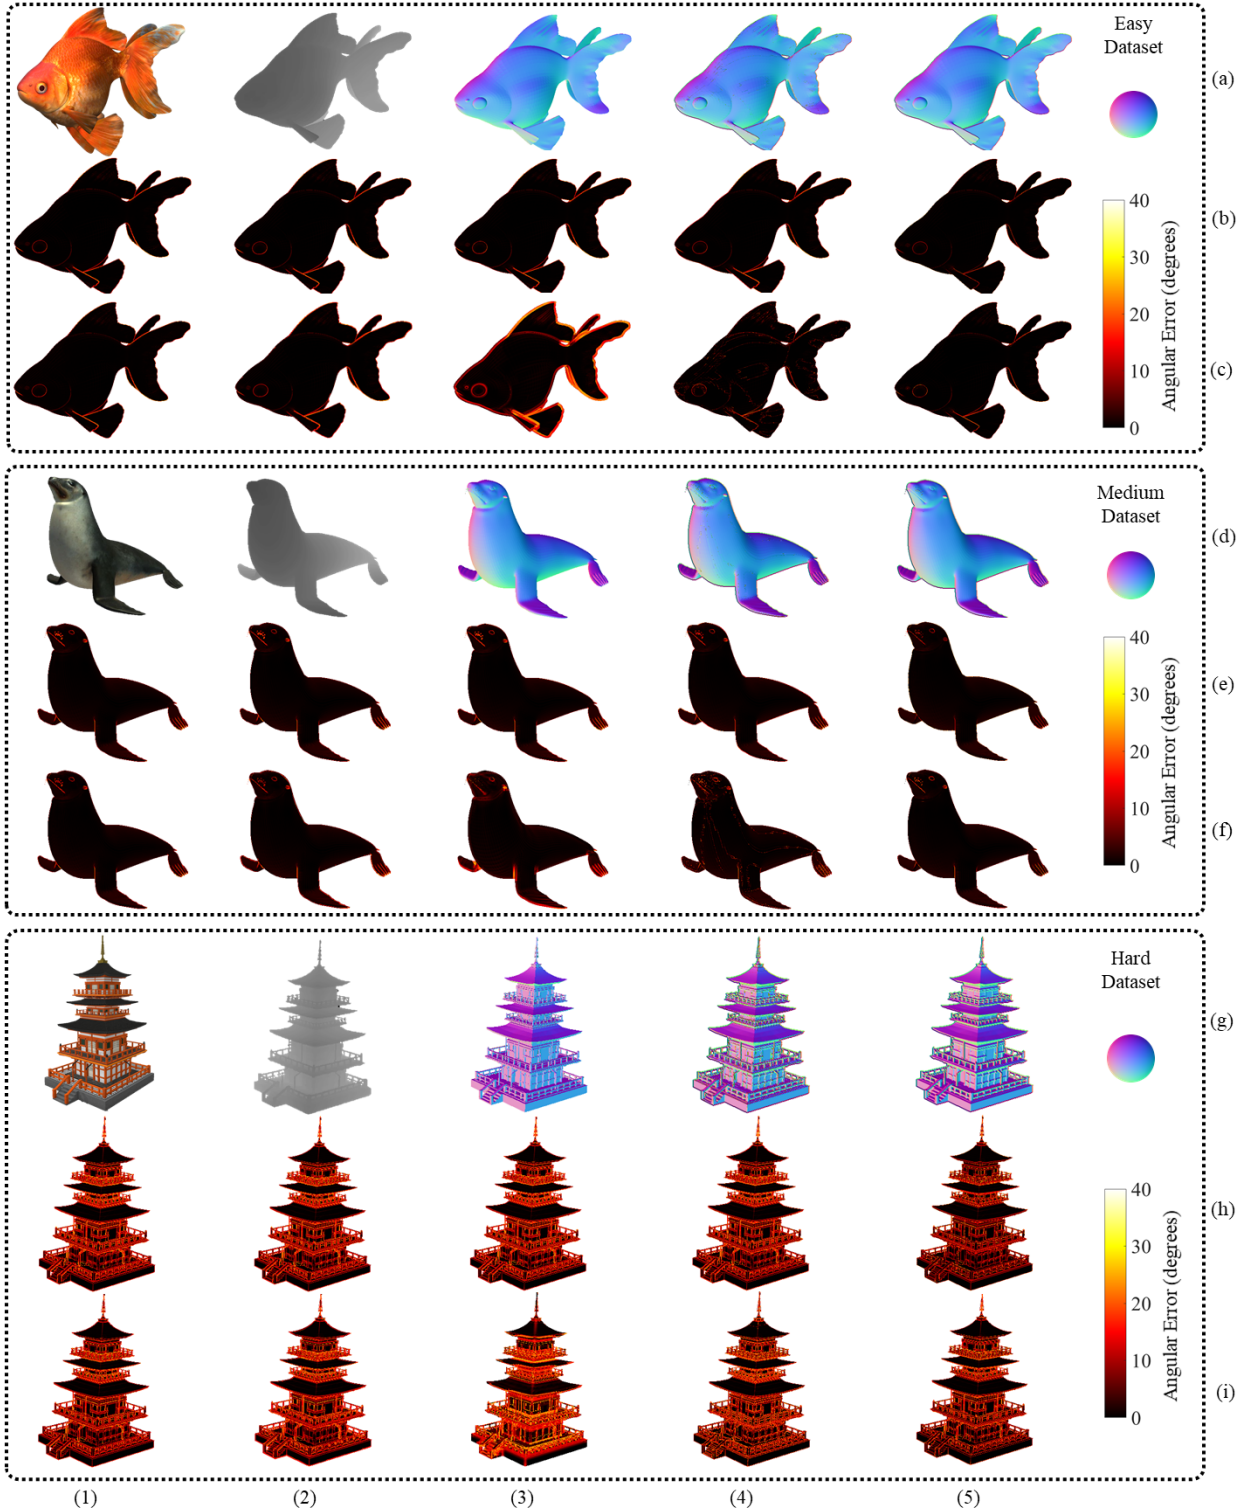 Easy
Dataset
(a)
40
30
20
10
0
Angular Error (degrees)
(b)
(c)
Medium
Dataset
(d)
40
30
20
10
0
Angular Error (degrees)
(e)
(f)
Hard
Dataset
(g)
40
30
20
10
0
Angular Error (degrees)
(h)
(i)
(1) (2) (3) (4) (5)